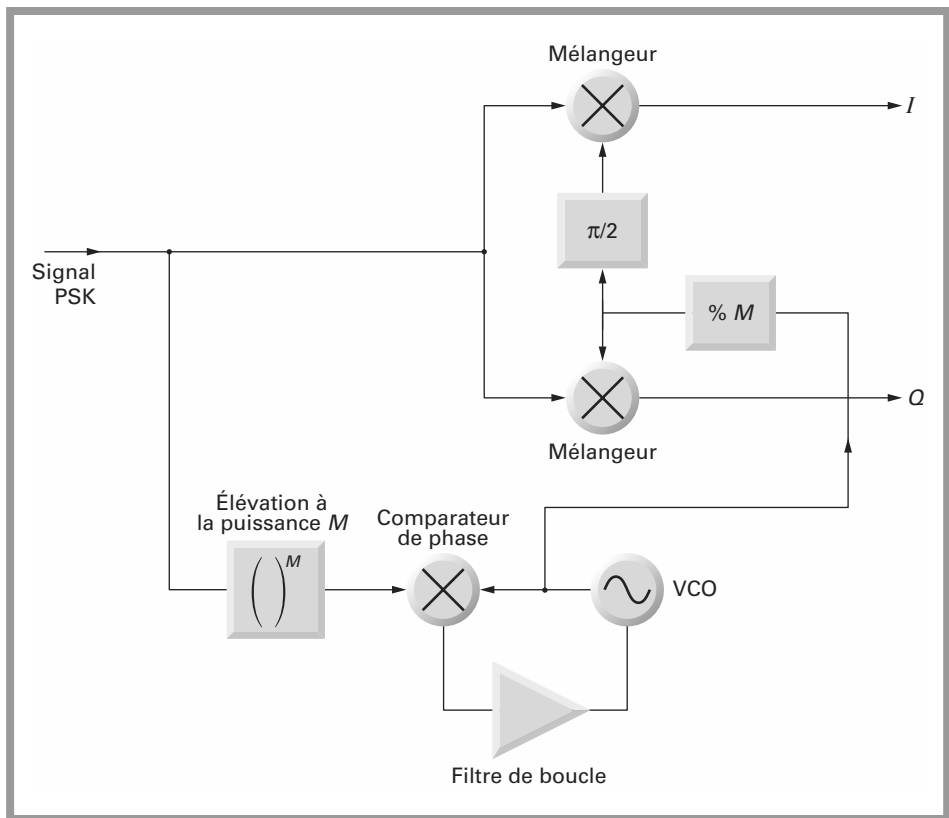 Mélangeur
I
π/2
Signal
PSK
% M
Q
Mélangeur
Élévation à
la puissance M
Comparateur
de phase
( )M
VCO
Filtre de boucle